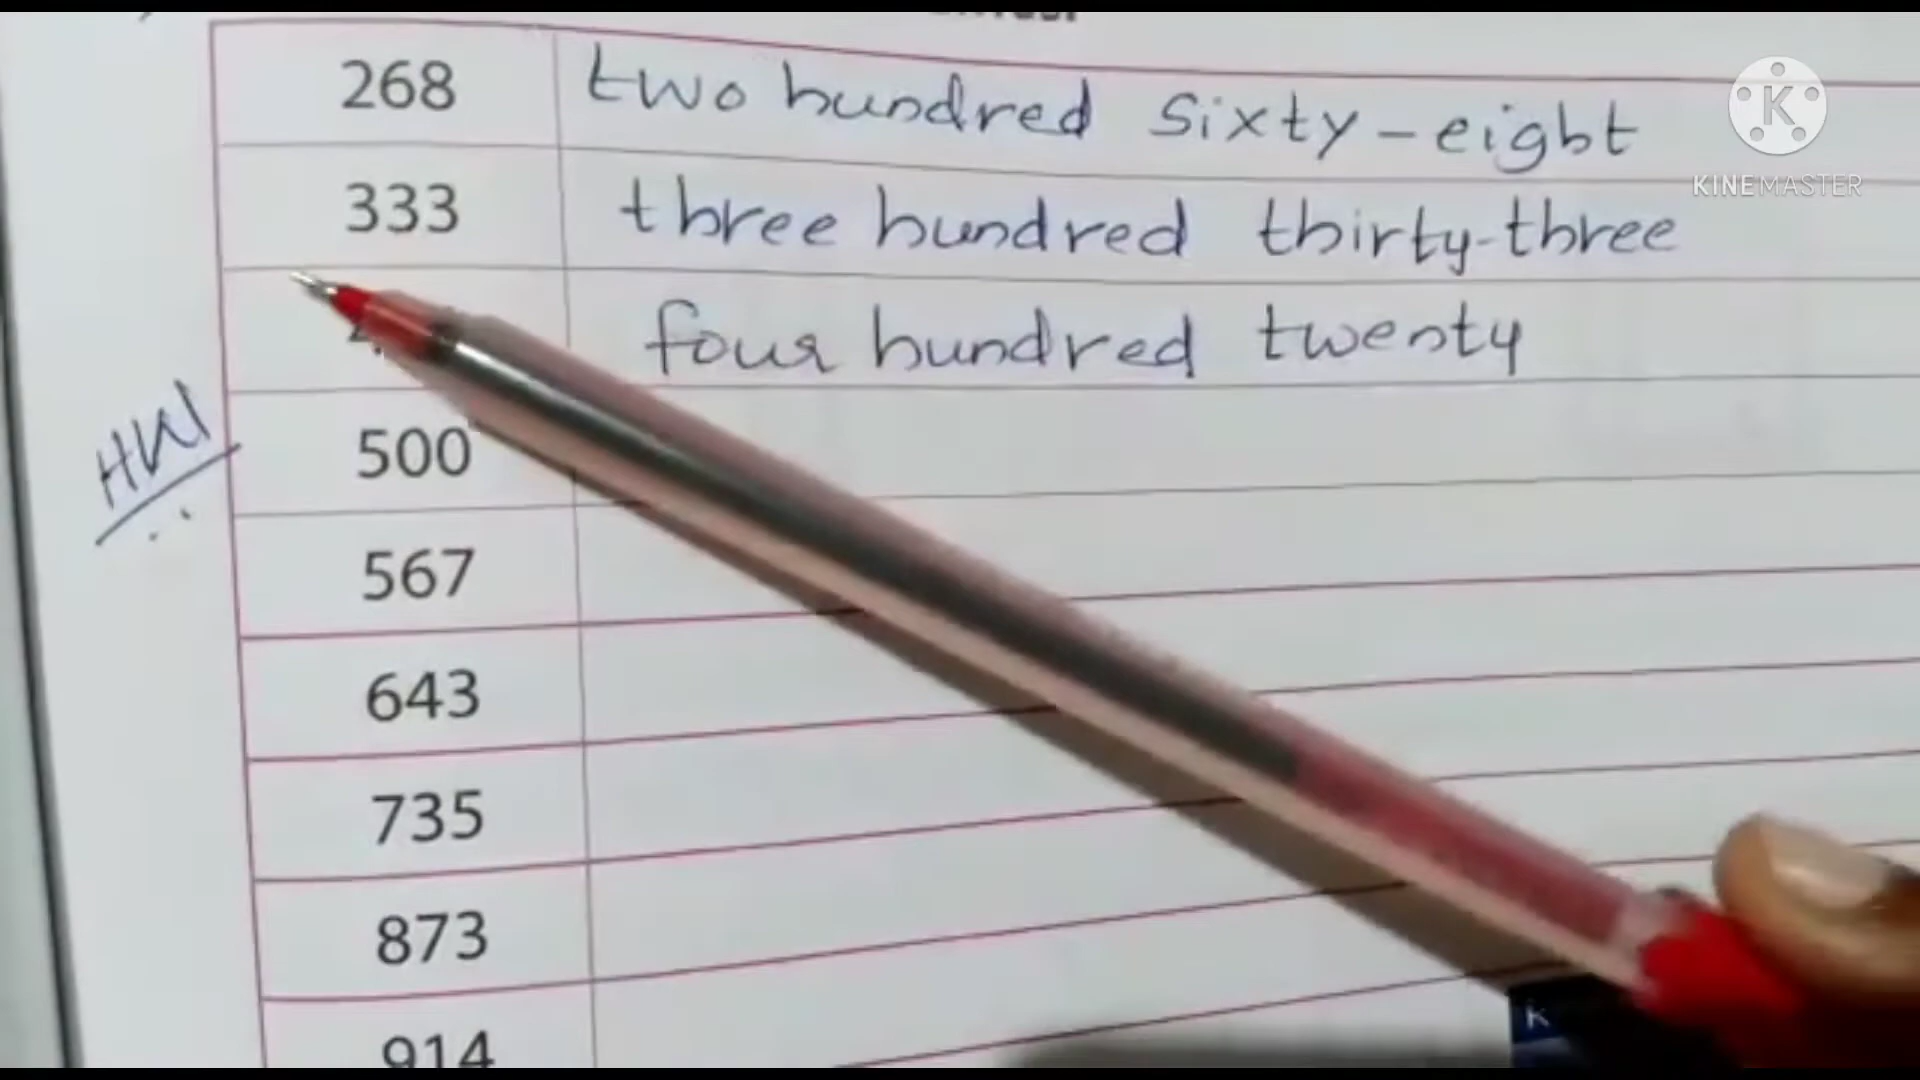 268 two hundred sixty-eight
333 three hundred thirty-three
four hundred twenty
HW
500
567
643
735
873
914
K
KINEMASTER
K